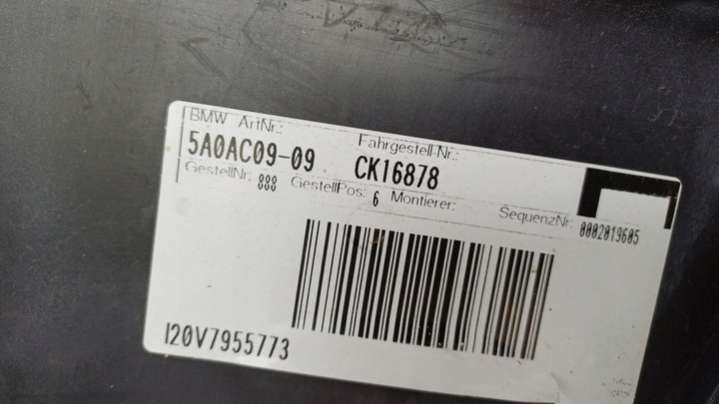 BMW ArtNr.: Fahrgestell-Nr.:
5A0AC09-09 CK16878
GestellNr: 888 GestellPos: 6 Montierer: SequenzNr: 0002019605
I20V7955773